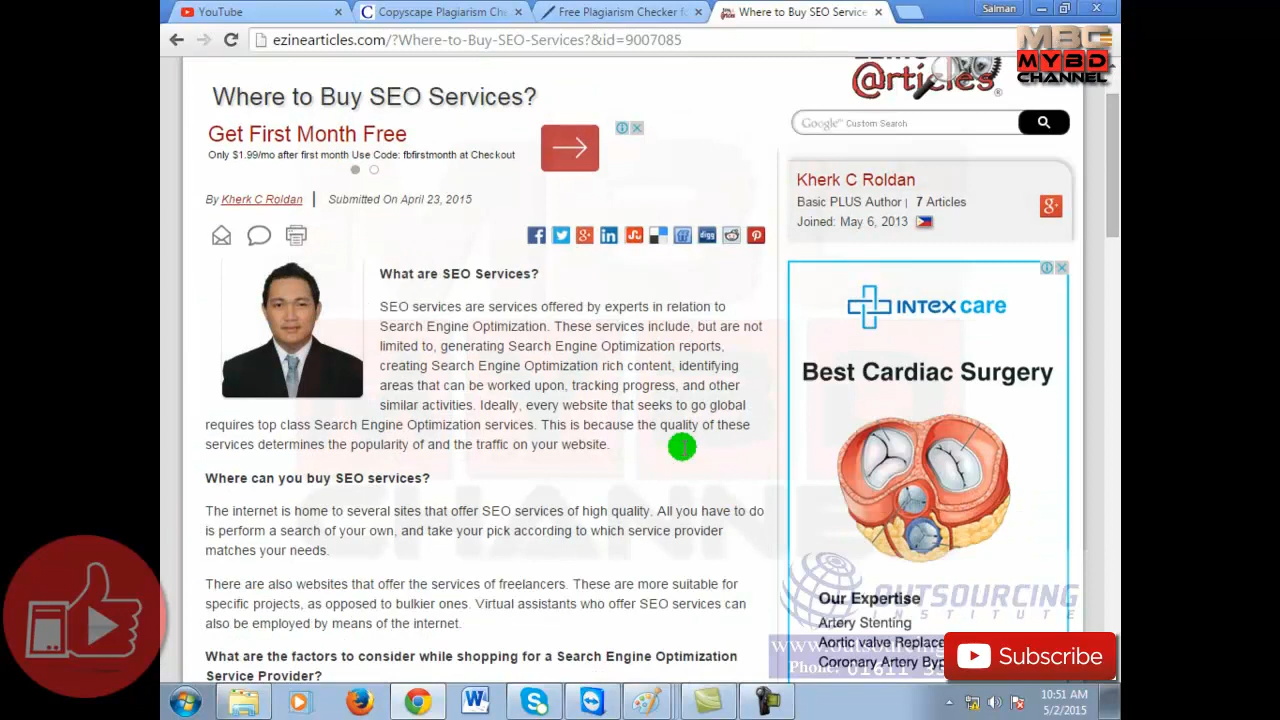 YouTube
Copyscape Plagiarism Che
Free Plagiarism Checker fo
Where to Buy SEO Service
Salman
MBC
MYBD
CHANNEL
@rticles
Where to Buy SEO Services?
Get First Month Free
Only $1.99/mo after first month Use Code: fbfirstmonth at Checkout
Google Custom Search
By Kherk C Roldan | Submitted On April 23, 2015
Kherk C Roldan
Basic PLUS Author | 7 Articles
Joined: May 6, 2013
What are SEO Services?
SEO services are services offered by experts in relation to
Search Engine Optimization. These services include, but are not
limited to, generating Search Engine Optimization reports,
creating Search Engine Optimization rich content, identifying
areas that can be worked upon, tracking progress, and other
similar activities. Ideally, every website that seeks to go global
requires top class Search Engine Optimization services. This is because the quality of these
services determines the popularity of and the traffic on your website.
Where can you buy SEO services?
The internet is home to several sites that offer SEO services of high quality. All you have to do
is perform a search of your own, and take your pick according to which service provider
matches your needs.
There are also websites that offer the services of freelancers. These are more suitable for
specific projects, as opposed to bulkier ones. Virtual assistants who offer SEO services can
also be employed by means of the internet.
What are the factors to consider while shopping for a Search Engine Optimization
Service Provider?
INTEX care
Best Cardiac Surgery
Our Expertise
Artery Stenting
Aortic valve Replace
Coronary Artery Byp
OUTSOURCING
INSTITUTE
www.outsourcing
Phone: 01611
Subscribe
10:51 AM
5/2/2015